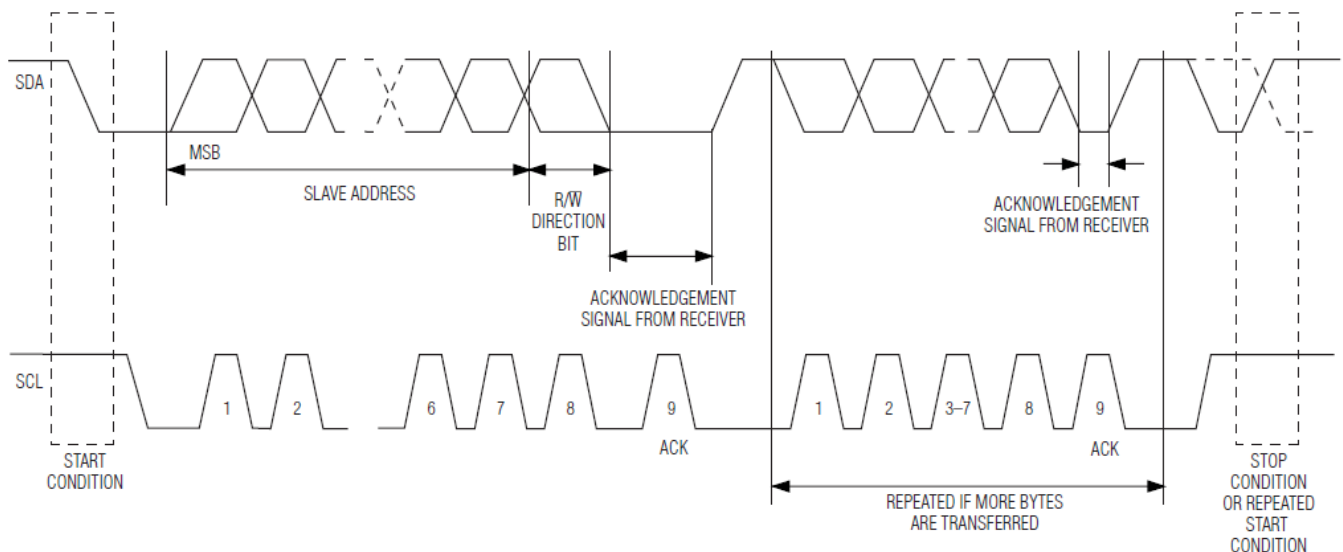 SDA
MSB
SLAVE ADDRESS
R/W
DIRECTION
BIT
ACKNOWLEDGEMENT
SIGNAL FROM RECEIVER
ACKNOWLEDGEMENT
SIGNAL FROM RECEIVER
SCL
1
2
6
7
8
9
ACK
1
2
3–7
8
9
ACK
START
CONDITION
REPEATED IF MORE BYTES
ARE TRANSFERRED
STOP
CONDITION
OR REPEATED
START
CONDITION